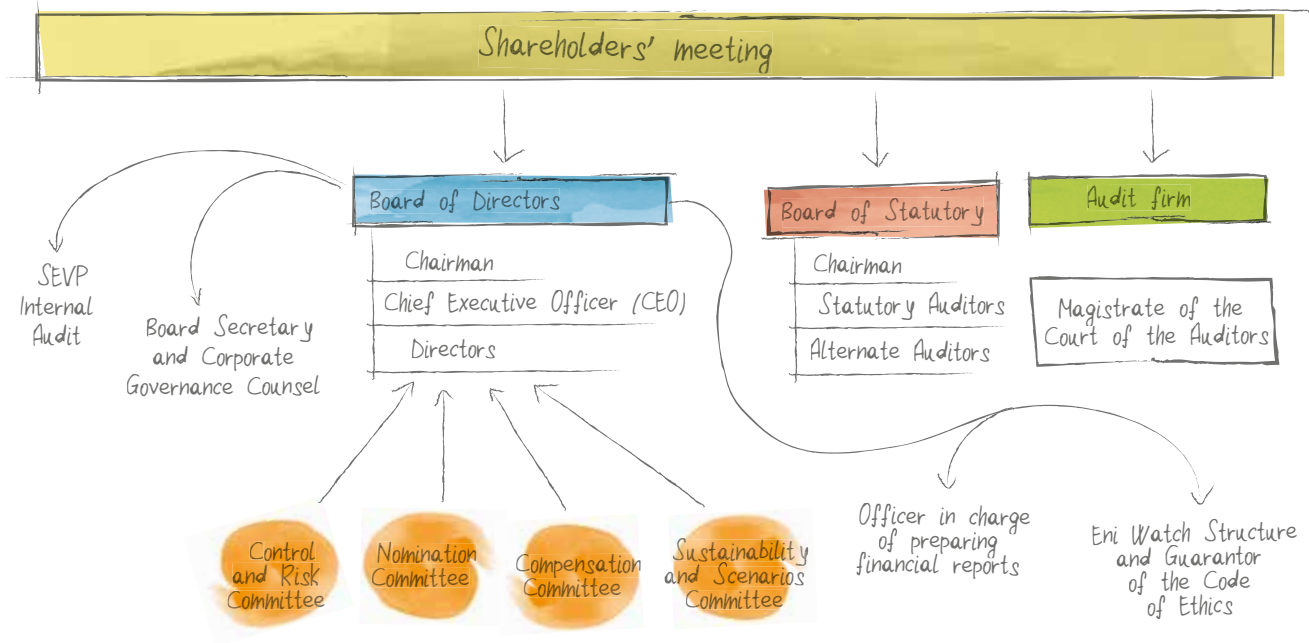 Shareholders' meeting
Board of Directors
Board of Statutory
Audit firm
SEVP
Internal
Audit
Board Secretary
and Corporate
Governance Counsel
Chairman
Chief Executive Officer (CEO)
Directors
Chairman
Statutory Auditors
Alternate Auditors
Magistrate of the
Court of the Auditors
Control
and Risk
Committee
Nomination
Committee
Compensation
Committee
Sustainability
and Scenarios
Committee
Officer in charge
of preparing
financial reports
Eni Watch Structure
and Guarantor
of the Code
of Ethics